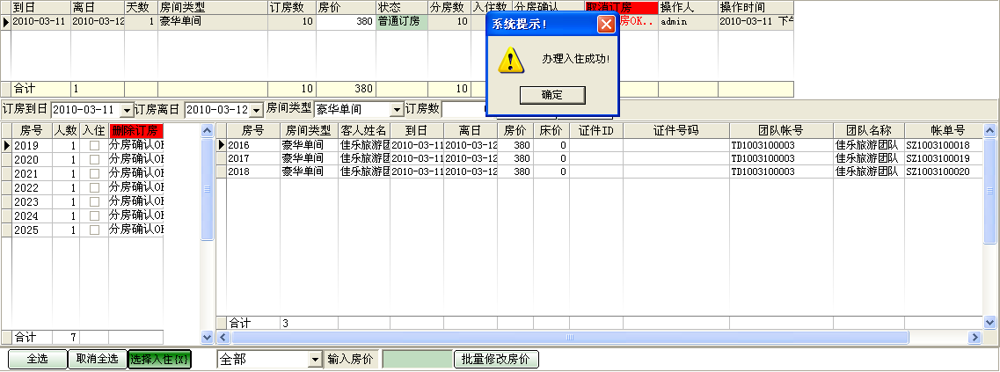 到日 离日 天数 房间类型 订房数 房价 状态 分房数 入住数 分房确认 取消订房 操作人 操作时间
2010-03-11 2010-03-12 1 豪华单间 10 380 普通订房 10 房OK.. admin 2010-03-11 下午
合计 1 10 380 10
系统提示!
办理入住成功!
确定
订房到日 2010-03-11 订房离日 2010-03-12 房间类型 豪华单间 订房数
房号 人数 入住 删除订房
2019 1 分房确认OK
2020 1 分房确认OK
2021 1 分房确认OK
2022 1 分房确认OK
2023 1 分房确认OK
2024 1 分房确认OK
2025 1 分房确认OK
合计 7
房号 房间类型 客人姓名 到日 离日 房价 床价 证件ID 证件号码 团队帐号 团队名称 帐单号
2016 豪华单间 佳乐旅游团 2010-03-11 2010-03-12 380 0 TD1003100003 佳乐旅游团队 SZ1003100018
2017 豪华单间 佳乐旅游团 2010-03-11 2010-03-12 380 0 TD1003100003 佳乐旅游团队 SZ1003100019
2018 豪华单间 佳乐旅游团 2010-03-11 2010-03-12 380 0 TD1003100003 佳乐旅游团队 SZ1003100020
合计 3
全选 取消全选 选择入住{X} 全部 输入房价 批量修改房价